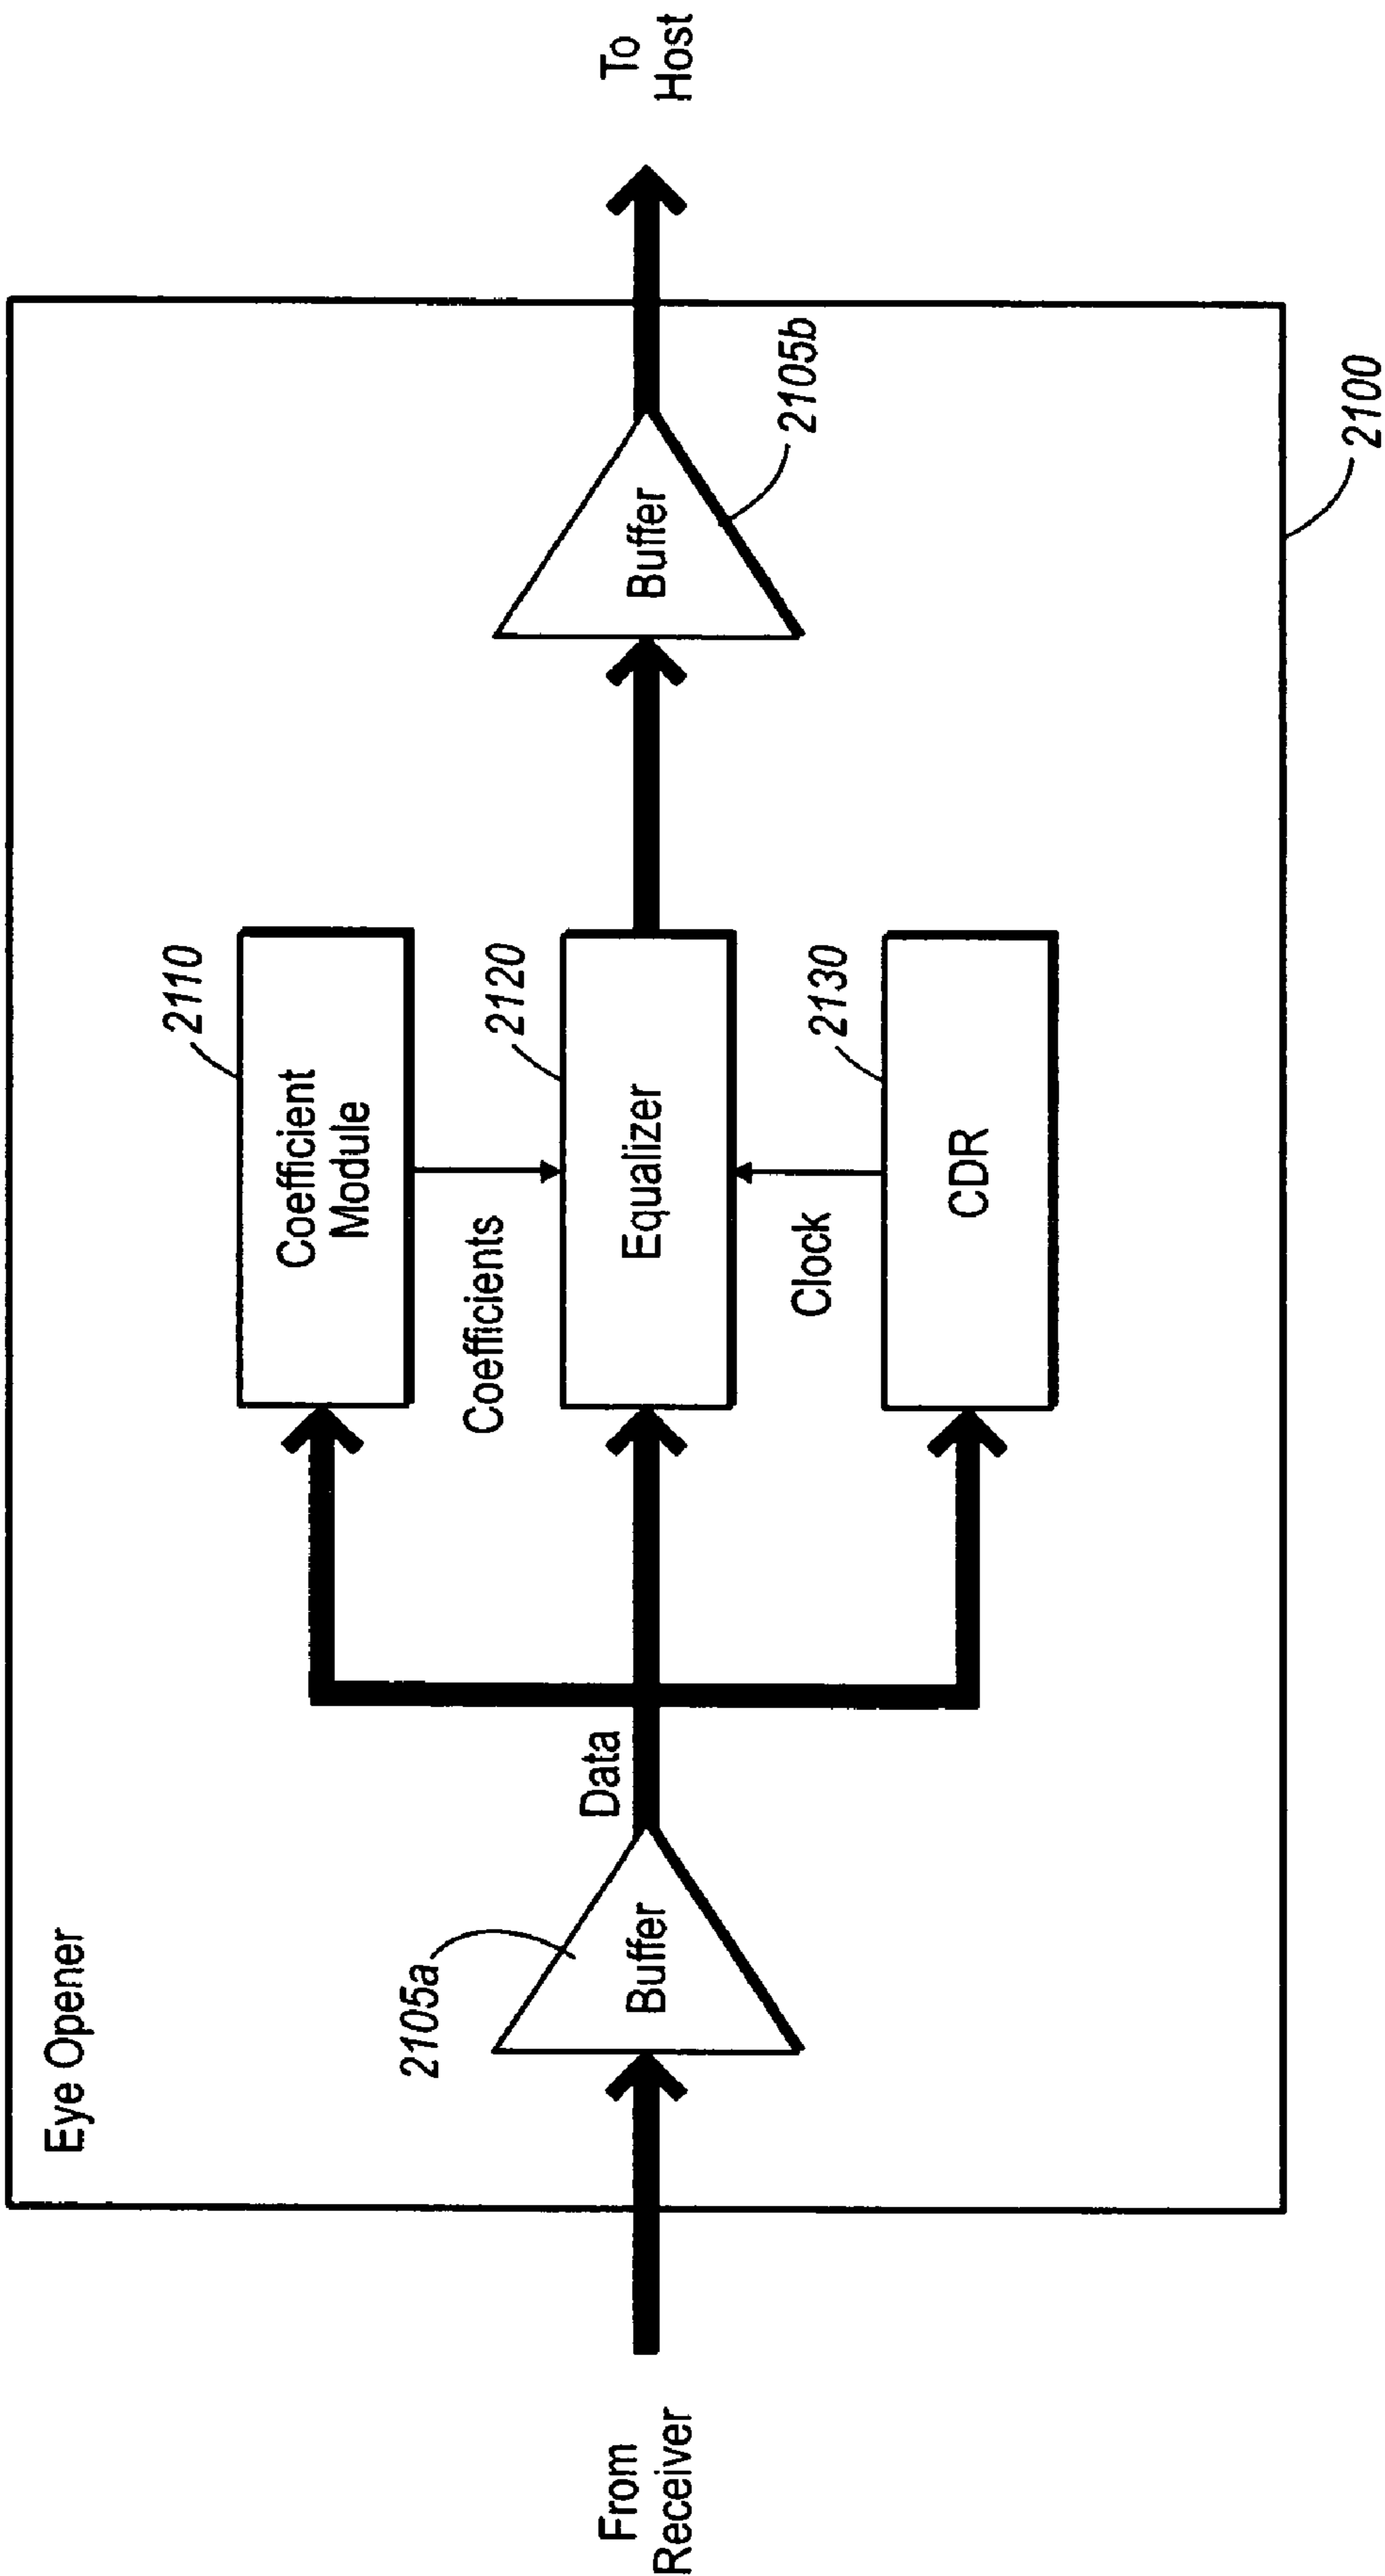 Eye Opener
From
Receiver
2105a
Buffer
Data
2110
Coefficient
Module
Coefficients
2120
Equalizer
Clock
2130
CDR
Buffer
2105b
To
Host
2100